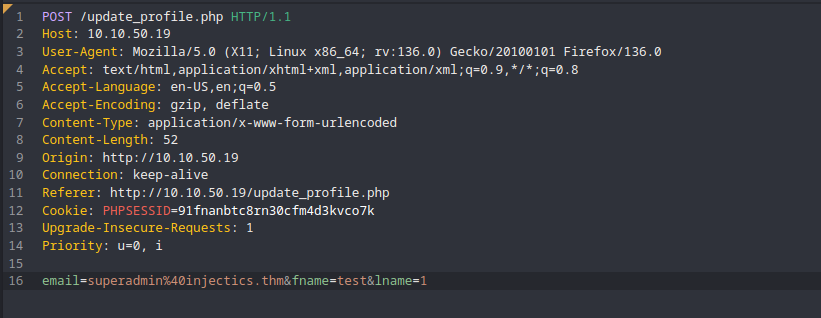 1 POST /update_profile.php HTTP/1.1
2 Host: 10.10.50.19
3 User-Agent: Mozilla/5.0 (X11; Linux x86_64; rv:136.0) Gecko/20100101 Firefox/136.0
4 Accept: text/html,application/xhtml+xml,application/xml;q=0.9,*/*;q=0.8
5 Accept-Language: en-US,en;q=0.5
6 Accept-Encoding: gzip, deflate
7 Content-Type: application/x-www-form-urlencoded
8 Content-Length: 52
9 Origin: http://10.10.50.19
10 Connection: keep-alive
11 Referer: http://10.10.50.19/update_profile.php
12 Cookie: PHPSESSID=91fnanbtc8rn30cfm4d3kvco7k
13 Upgrade-Insecure-Requests: 1
14 Priority: u=0, i
15
16 email=superadmin%40injectics.thm&fname=test&lname=1